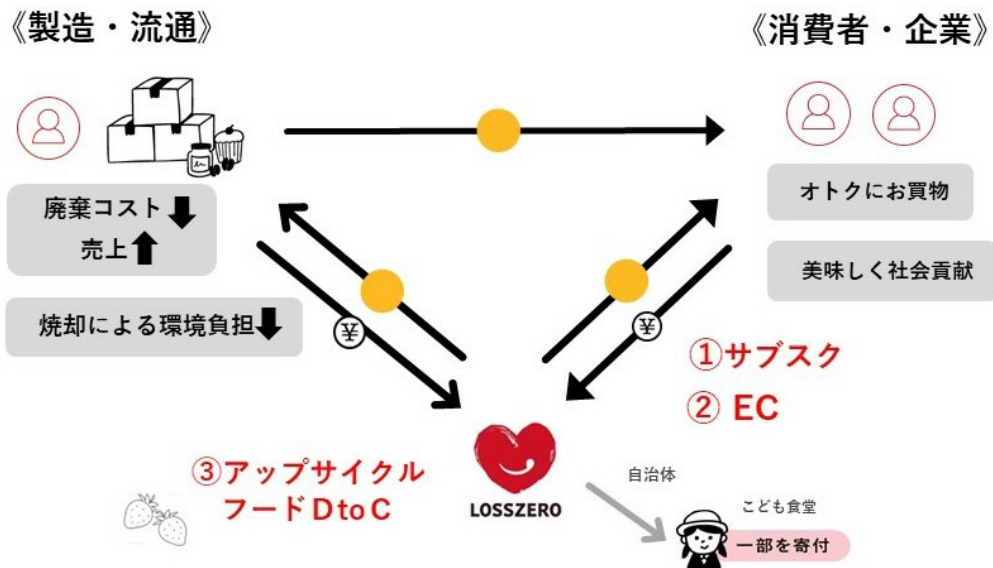 《製造・流通》
《消費者・企業》
廃棄コスト
売上
焼却による環境負担
オトクにお買物
美味しく社会貢献
¥
¥
①サブスク
② EC
③アップサイクル
フードDtoC
LOSSZERO
自治体
こども食堂
一部を寄付